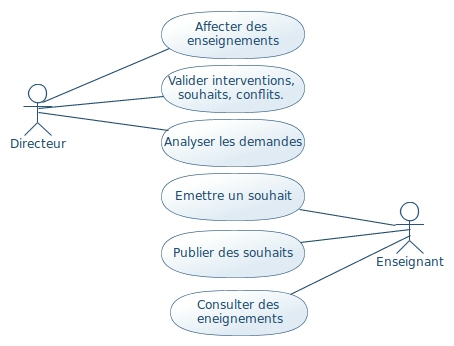 Affecter des
enseignements
Valider interventions,
souhaits, conflits.
Directeur
Analyser les demandes
Emettre un souhait
Publier des souhaits
Enseignant
Consulter des
eneignements